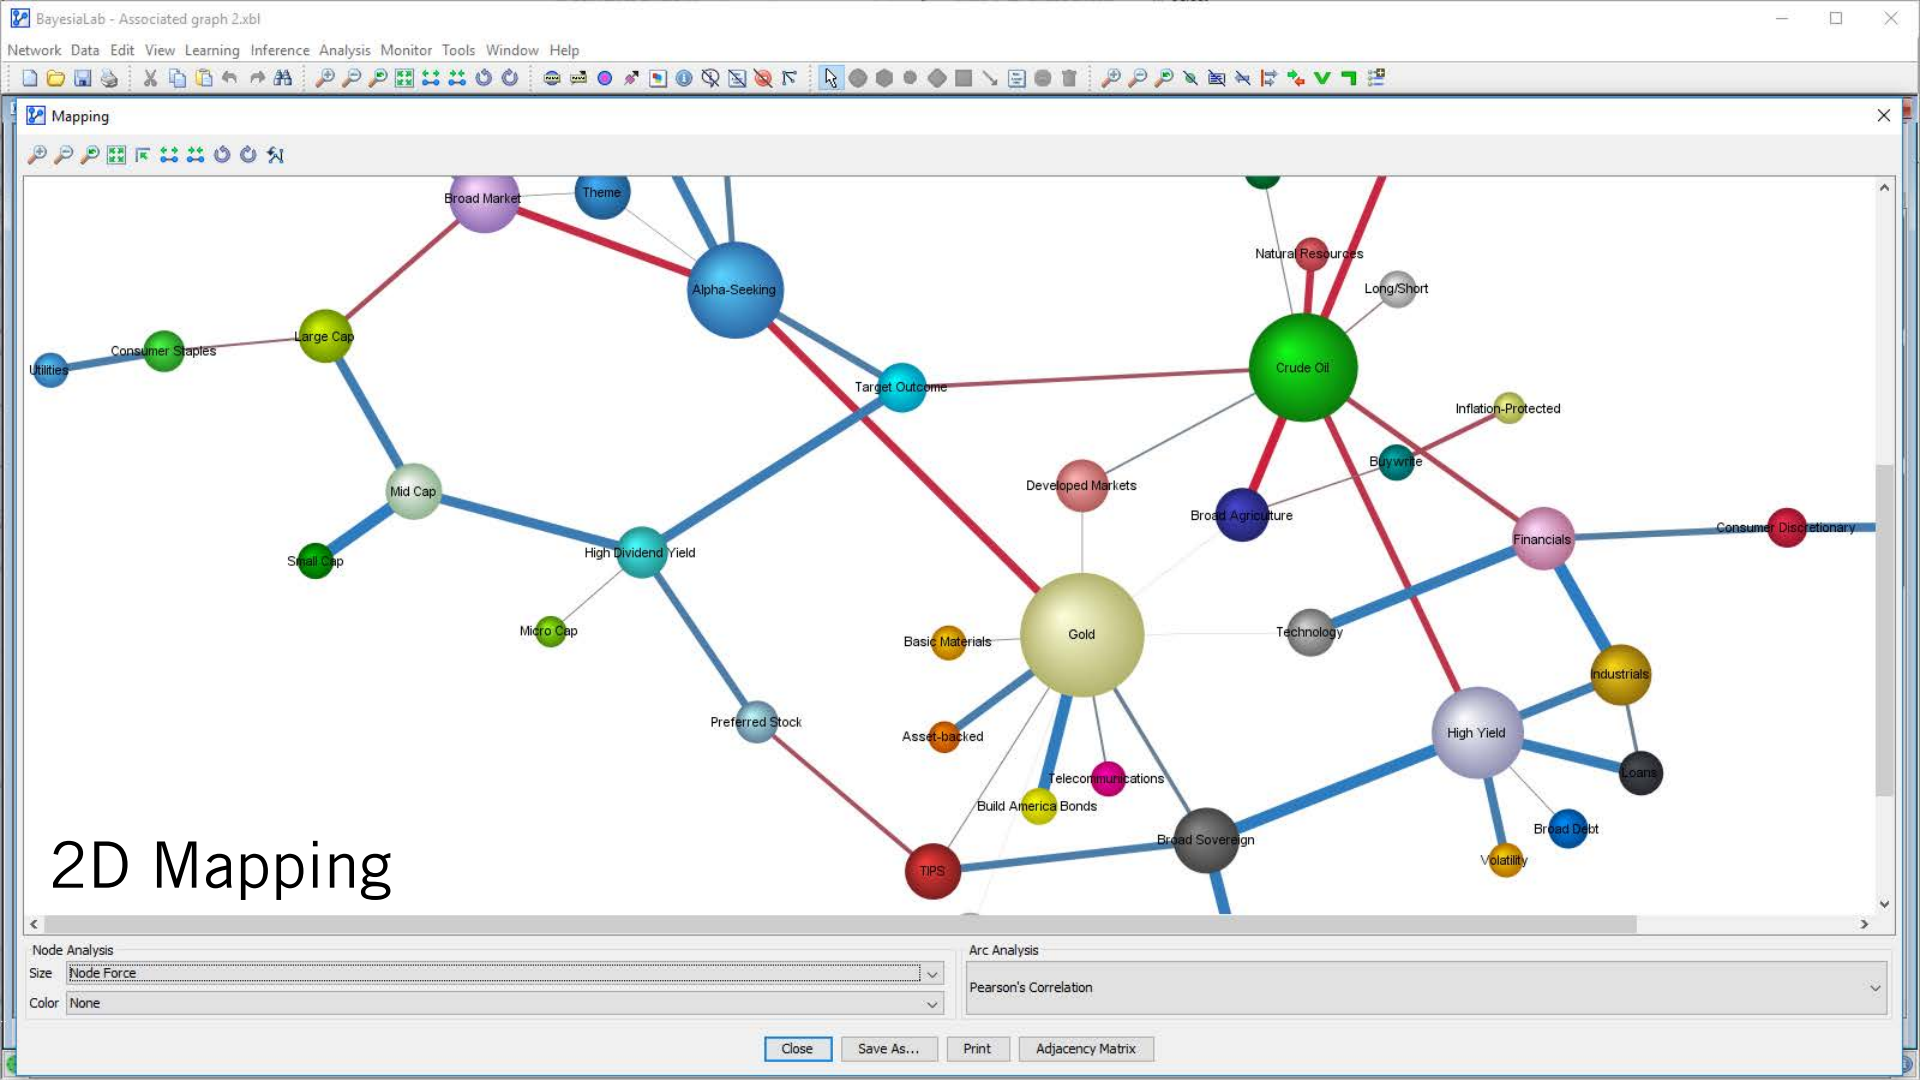 BayesiaLab - Associated graph 2.xbl
Network Data Edit View Learning Inference Analysis Monitor Tools Window Help
Mapping
Broad Market
Theme
Natural Resources
Alpha-Seeking
Long/Short
Large Cap
Consumer Staples
Utilities
Crude Oil
Target Outcome
Inflation-Protected
Buywrite
Developed Markets
Mid Cap
Broad Agriculture
Consumer Discretionary
Financials
High Dividend Yield
Small Cap
Micro Cap
Technology
Gold
Basic Materials
Industrials
Preferred Stock
High Yield
Asset-backed
Loans
Telecommunications
Build America Bonds
Broad Debt
Broad Sovereign
Volatility
TIPS
2D Mapping
Node Analysis
Size Node Force
Color None
Arc Analysis
Pearson's Correlation
Close Save As... Print Adjacency Matrix